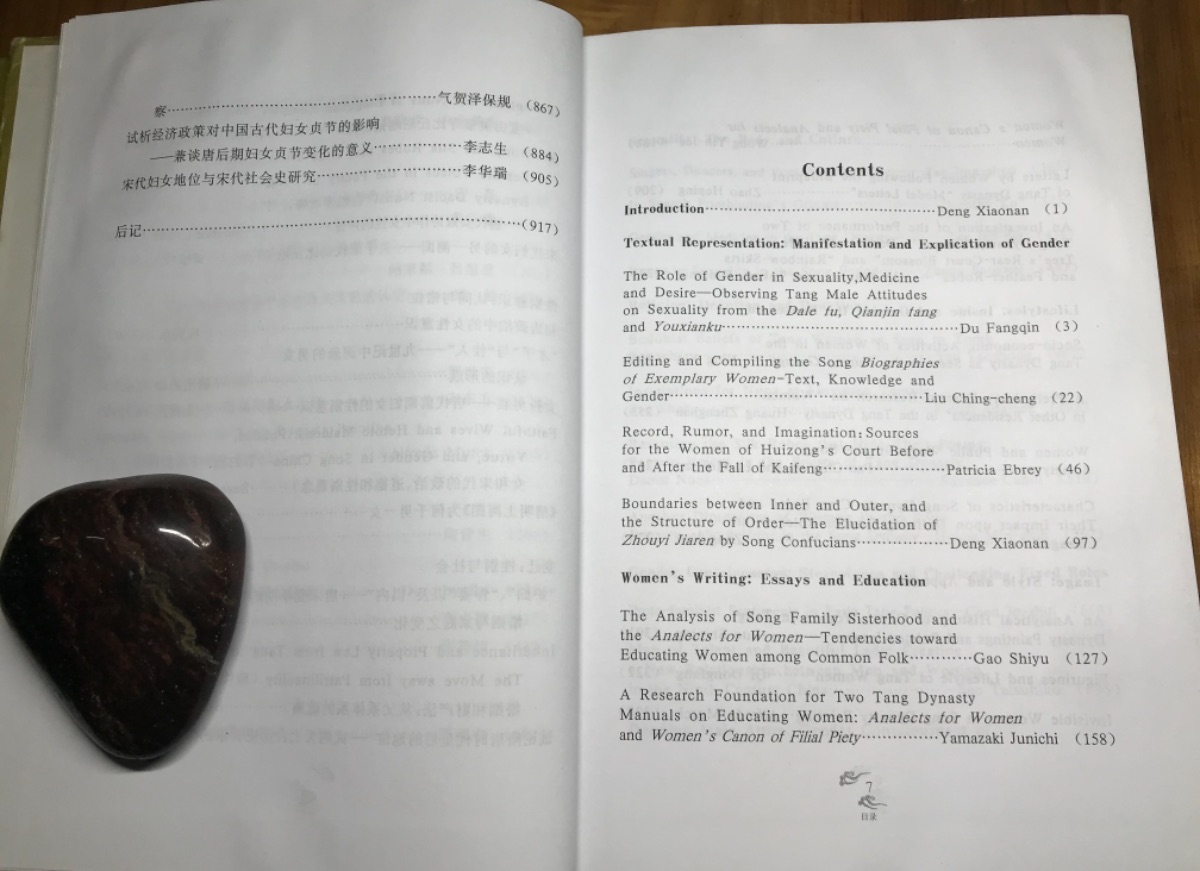 察……………………………………………气贺泽保规 (867)
试析经济政策对中国古代妇女贞节的影响
——兼谈唐后期妇女贞节变化的意义………………李志生 (884)
宋代妇女地位与宋代社会史研究…………………………李华瑞 (905)
后记……………………………………………………………………(917)
Contents
Introduction……………………………………Deng Xiaonan (1)
Textual Representation: Manifestation and Explication of Gender
The Role of Gender in Sexuality,Medicine
and Desire—Observing Tang Male Attitudes
on Sexuality from the Dale fu, Qianjin fang
and Youxianku……………………………………Du Fangqin (3)
Editing and Compiling the Song Biographies
of Exemplary Women-Text, Knowledge and
Gender……………………………………Liu Ching-cheng (22)
Record, Rumor, and Imagination: Sources
for the Women of Huizong's Court Before
and After the Fall of Kaifeng…………………Patricia Ebrey (46)
Boundaries between Inner and Outer, and
the Structure of Order—The Elucidation of
Zhouyi Jiaren by Song Confucians………………Deng Xiaonan (97)
Women's Writing: Essays and Education
The Analysis of Song Family Sisterhood and
the Analects for Women—Tendencies toward
Educating Women among Common Folk…………Gao Shiyu (127)
A Research Foundation for Two Tang Dynasty
Manuals on Educating Women: Analects for Women
and Women's Canon of Filial Piety……………Yamazaki Junichi (158)
7
目录